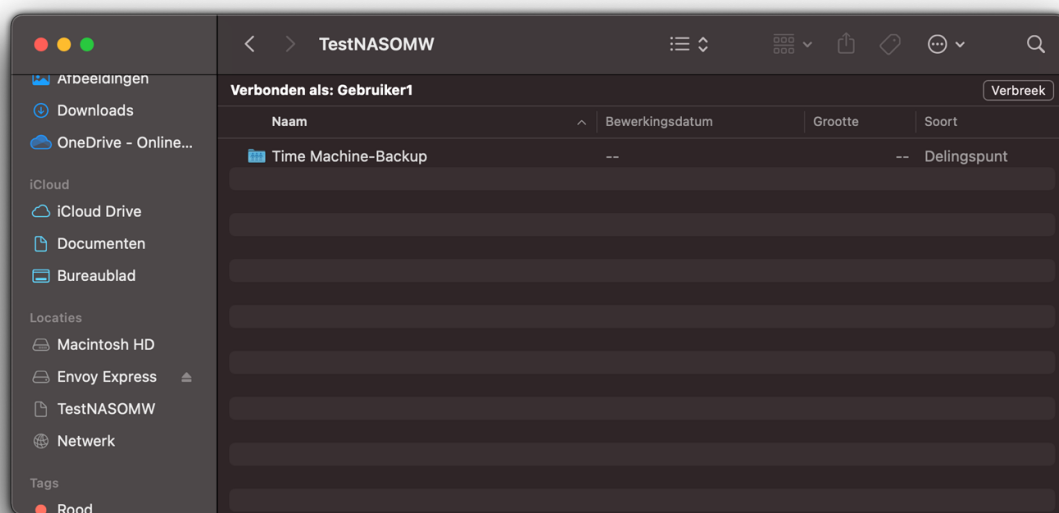 TestNASOMW
Afbeeldingen
Downloads
OneDrive - Online...
iCloud
iCloud Drive
Documenten
Bureaublad
Locaties
Macintosh HD
Envoy Express
TestNASOMW
Netwerk
Tags
Rood
Verbonden als: Gebruiker1
Verbreek
Naam Bewerkingsdatum Grootte Soort
Time Machine-Backup -- -- Delingspunt